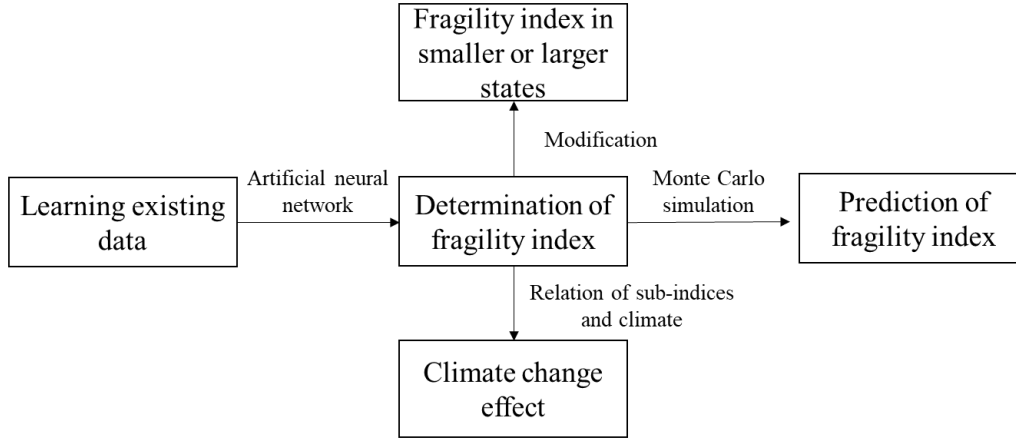 Fragility index in
smaller or larger
states
Modification
Artificial neural
network
Monte Carlo
simulation
Learning existing
data
Determination of
fragility index
Prediction of
fragility index
Relation of sub-indices
and climate
Climate change
effect